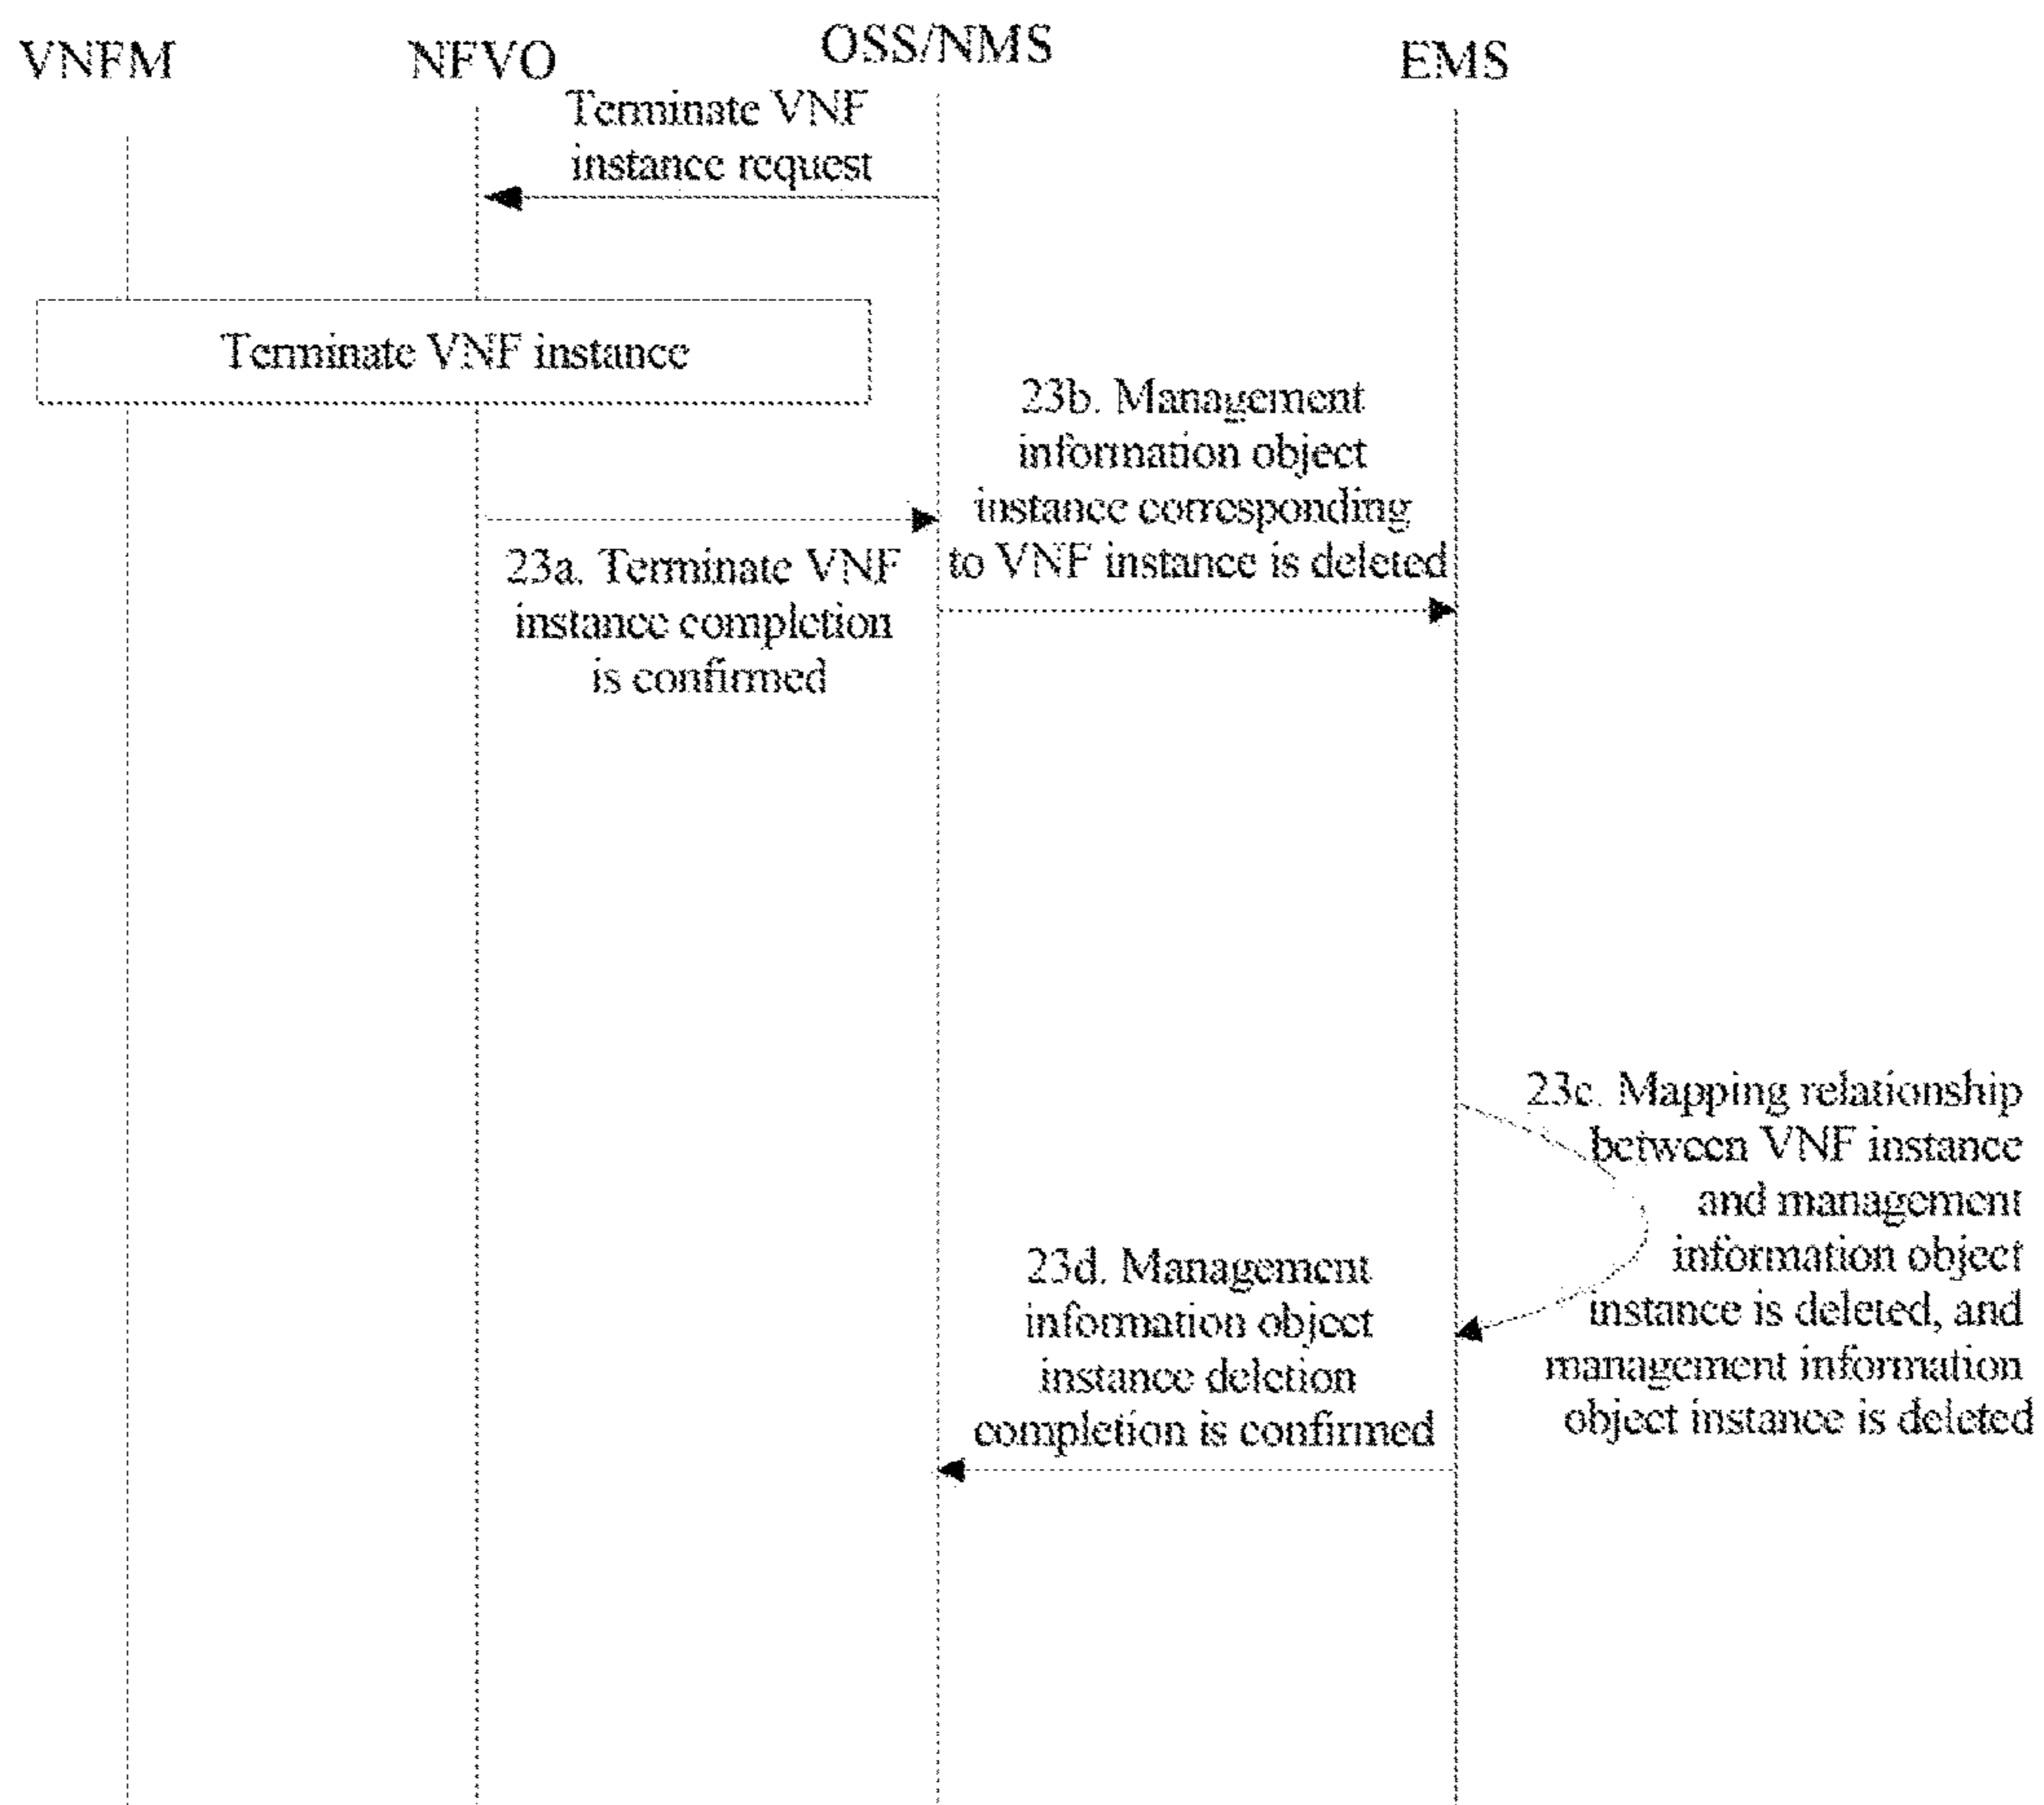 VNFM
NFVO
OSS/NMS
EMS
Terminate VNF
instance request
Terminate VNF instance
23b. Management
information object
instance corresponding
to VNF instance is deleted
23a. Terminate VNF
instance completion
is confirmed
23c. Mapping relationship
between VNF instance
and management
information object
instance is deleted, and
management information
object instance is deleted
23d. Management
information object
instance deletion
completion is confirmed